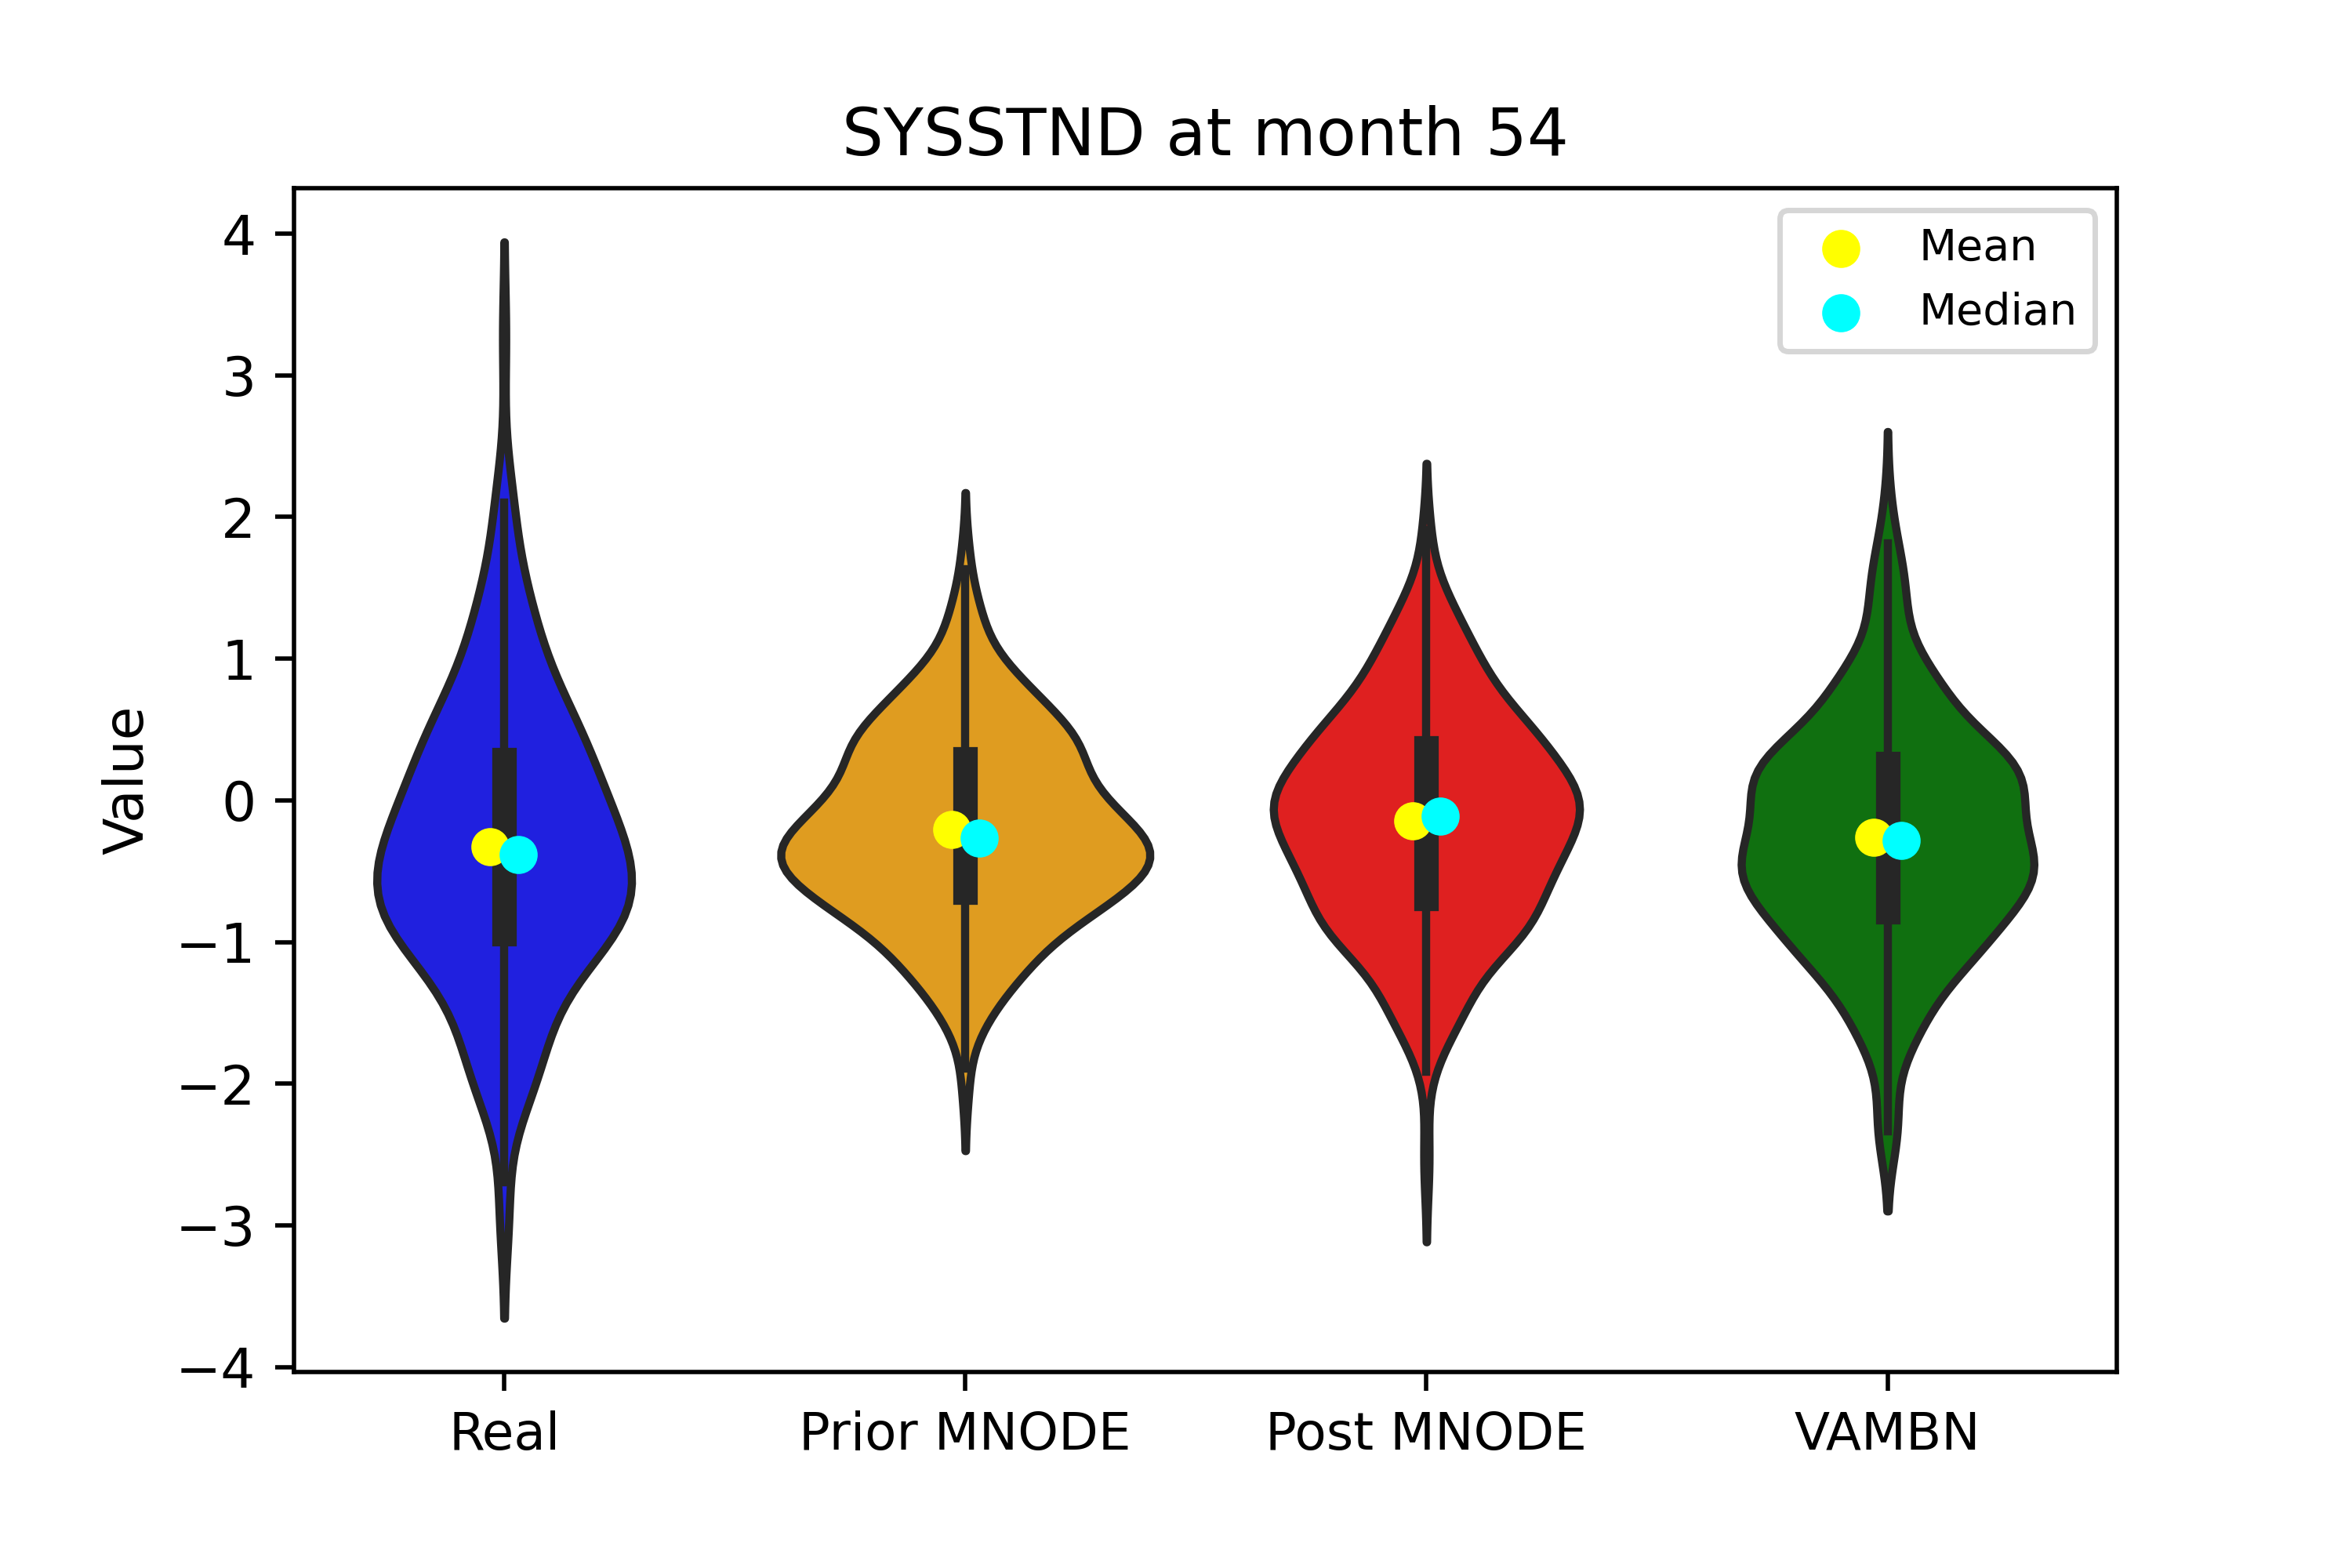 SYSSTND at month 54
Mean
Median
Value
4
3
2
1
0
−1
−2
−3
−4
Real
Prior MNODE
Post MNODE
VAMBN